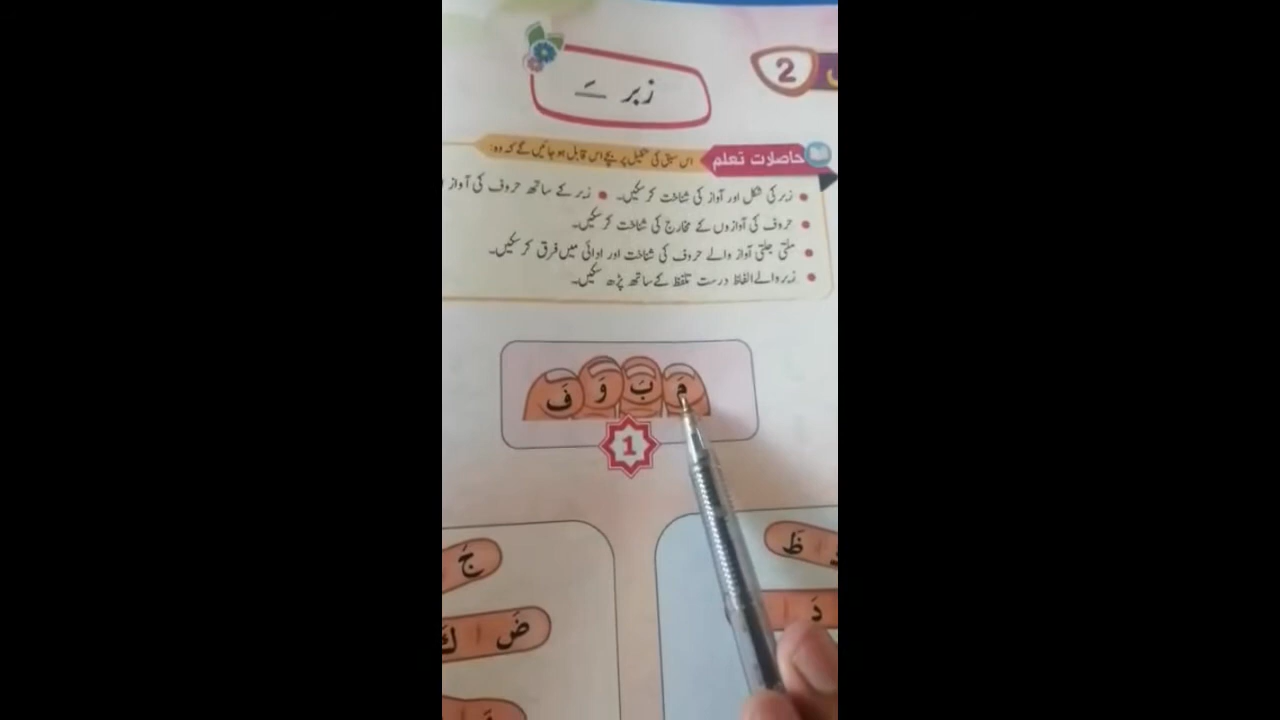 2
زبر ـَ
حاصلات تعلم اس سبق کی تکمیل پر بچے اس قابل ہو جائیں گے کہ وہ:
• زبر کی شکل اور آواز کی شناخت کر سکیں۔ • زبر کے ساتھ حروف کی آواز
• حروف کی آوازوں کے مخارج کی شناخت کر سکیں۔
• ملتی جلتی آواز والے حروف کی شناخت اور ادائی میں فرق کر سکیں۔
• زبر والے الفاظ درست تلفظ کے ساتھ پڑھ سکیں۔
مَ بَ وَ فَ
1
ظَ
جَ
دَ
ضَ كَ